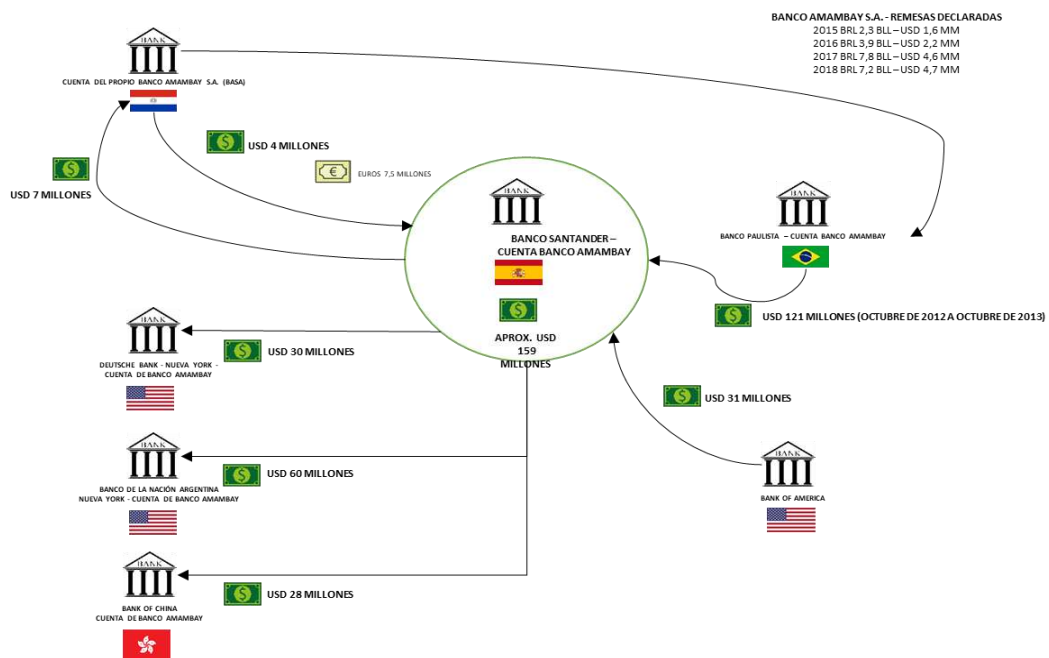 BANCO AMAMBAY S.A. - REMESAS DECLARADAS
2015 BRL 2,3 BLL – USD 1,6 MM
2016 BRL 3,9 BLL – USD 2,2 MM
2017 BRL 7,8 BLL – USD 4,6 MM
2018 BRL 7,2 BLL – USD 4,7 MM
BANK
CUENTA DEL PROPIO BANCO AMAMBAY S.A. (BASA)
USD 4 MILLONES
EUROS 7,5 MILLONES
USD 7 MILLONES
BANK
BANCO SANTANDER –
CUENTA BANCO AMAMBAY
APROX. USD
159
MILLONES
BANK
BANCO PAULISTA – CUENTA BANCO AMAMBAY
USD 121 MILLONES (OCTUBRE DE 2012 A OCTUBRE DE 2013)
BANK
DEUTSCHE BANK - NUEVA YORK -
CUENTA DE BANCO AMAMBAY
USD 30 MILLONES
USD 31 MILLONES
BANK
BANCO DE LA NACIÓN ARGENTINA
NUEVA YORK - CUENTA DE BANCO AMAMBAY
USD 60 MILLONES
BANK
BANK OF AMERICA
BANK
BANK OF CHINA
CUENTA DE BANCO AMAMBAY
USD 28 MILLONES